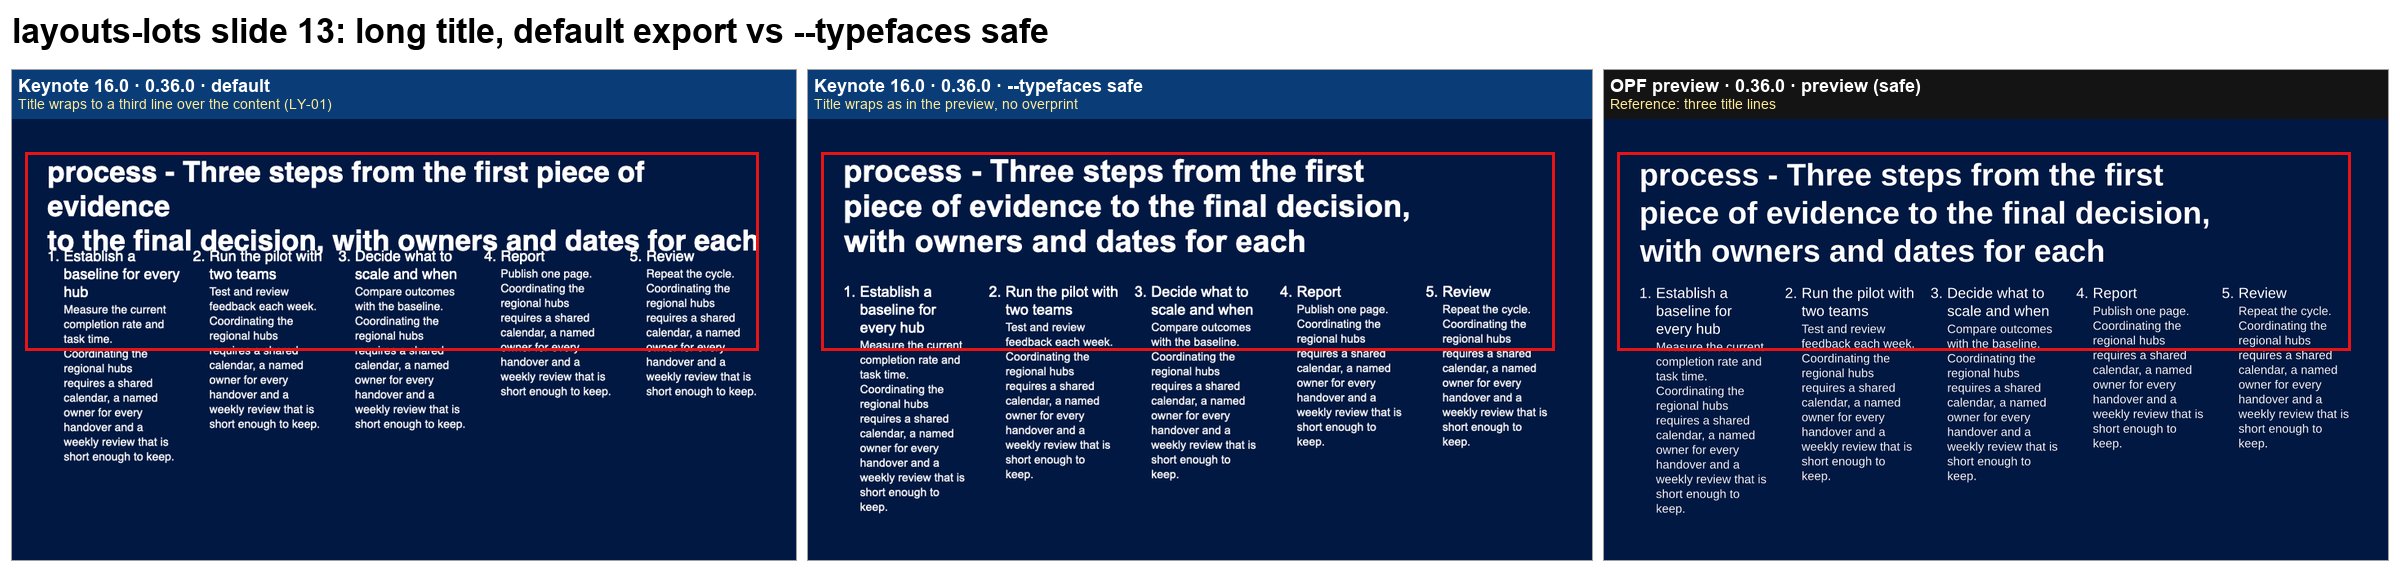 layouts-lots slide 13: long title, default export vs --typefaces safe
Keynote 16.0 · 0.36.0 · default
Title wraps to a third line over the content (LY-01)
process - Three steps from the first piece of
evidence
to the final decision, with owners and dates for each
1. Establish a
baseline for every
hub
Measure the current
completion rate and
task time.
Coordinating the
regional hubs
requires a shared
calendar, a named
owner for every
handover and a
weekly review that is
short enough to keep.
2. Run the pilot with
two teams
Test and review
feedback each week.
Coordinating the
regional hubs
requires a shared
calendar, a named
owner for every
handover and a
weekly review that is
short enough to keep.
3. Decide what to
scale and when
Compare outcomes
with the baseline.
Coordinating the
regional hubs
requires a shared
calendar, a named
owner for every
handover and a
weekly review that is
short enough to keep.
4. Report
Publish one page.
Coordinating the
regional hubs
requires a shared
calendar, a named
owner for every
handover and a
weekly review that is
short enough to keep.
5. Review
Repeat the cycle.
Coordinating the
regional hubs
requires a shared
calendar, a named
owner for every
handover and a
weekly review that is
short enough to keep.
Keynote 16.0 · 0.36.0 · --typefaces safe
Title wraps as in the preview, no overprint
process - Three steps from the first
piece of evidence to the final decision,
with owners and dates for each
1. Establish a
baseline for
every hub
Measure the current
completion rate and
task time.
Coordinating the
regional hubs
requires a shared
calendar, a named
owner for every
handover and a
weekly review that is
short enough to
keep.
2. Run the pilot with
two teams
Test and review
feedback each week.
Coordinating the
regional hubs
requires a shared
calendar, a named
owner for every
handover and a
weekly review that is
short enough to
keep.
3. Decide what to
scale and when
Compare outcomes
with the baseline.
Coordinating the
regional hubs
requires a shared
calendar, a named
owner for every
handover and a
weekly review that is
short enough to
keep.
4. Report
Publish one page.
Coordinating the
regional hubs
requires a shared
calendar, a named
owner for every
handover and a
weekly review that is
short enough to
keep.
5. Review
Repeat the cycle.
Coordinating the
regional hubs
requires a shared
calendar, a named
owner for every
handover and a
weekly review that is
short enough to
keep.
OPF preview · 0.36.0 · preview (safe)
Reference: three title lines
process - Three steps from the first
piece of evidence to the final decision,
with owners and dates for each
1. Establish a
baseline for
every hub
Measure the current
completion rate and
task time.
Coordinating the
regional hubs
requires a shared
calendar, a named
owner for every
handover and a
weekly review that is
short enough to
keep.
2. Run the pilot with
two teams
Test and review
feedback each week.
Coordinating the
regional hubs
requires a shared
calendar, a named
owner for every
handover and a
weekly review that is
short enough to
keep.
3. Decide what to
scale and when
Compare outcomes
with the baseline.
Coordinating the
regional hubs
requires a shared
calendar, a named
owner for every
handover and a
weekly review that is
short enough to
keep.
4. Report
Publish one page.
Coordinating the
regional hubs
requires a shared
calendar, a named
owner for every
handover and a
weekly review that is
short enough to
keep.
5. Review
Repeat the cycle.
Coordinating the
regional hubs
requires a shared
calendar, a named
owner for every
handover and a
weekly review that is
short enough to
keep.